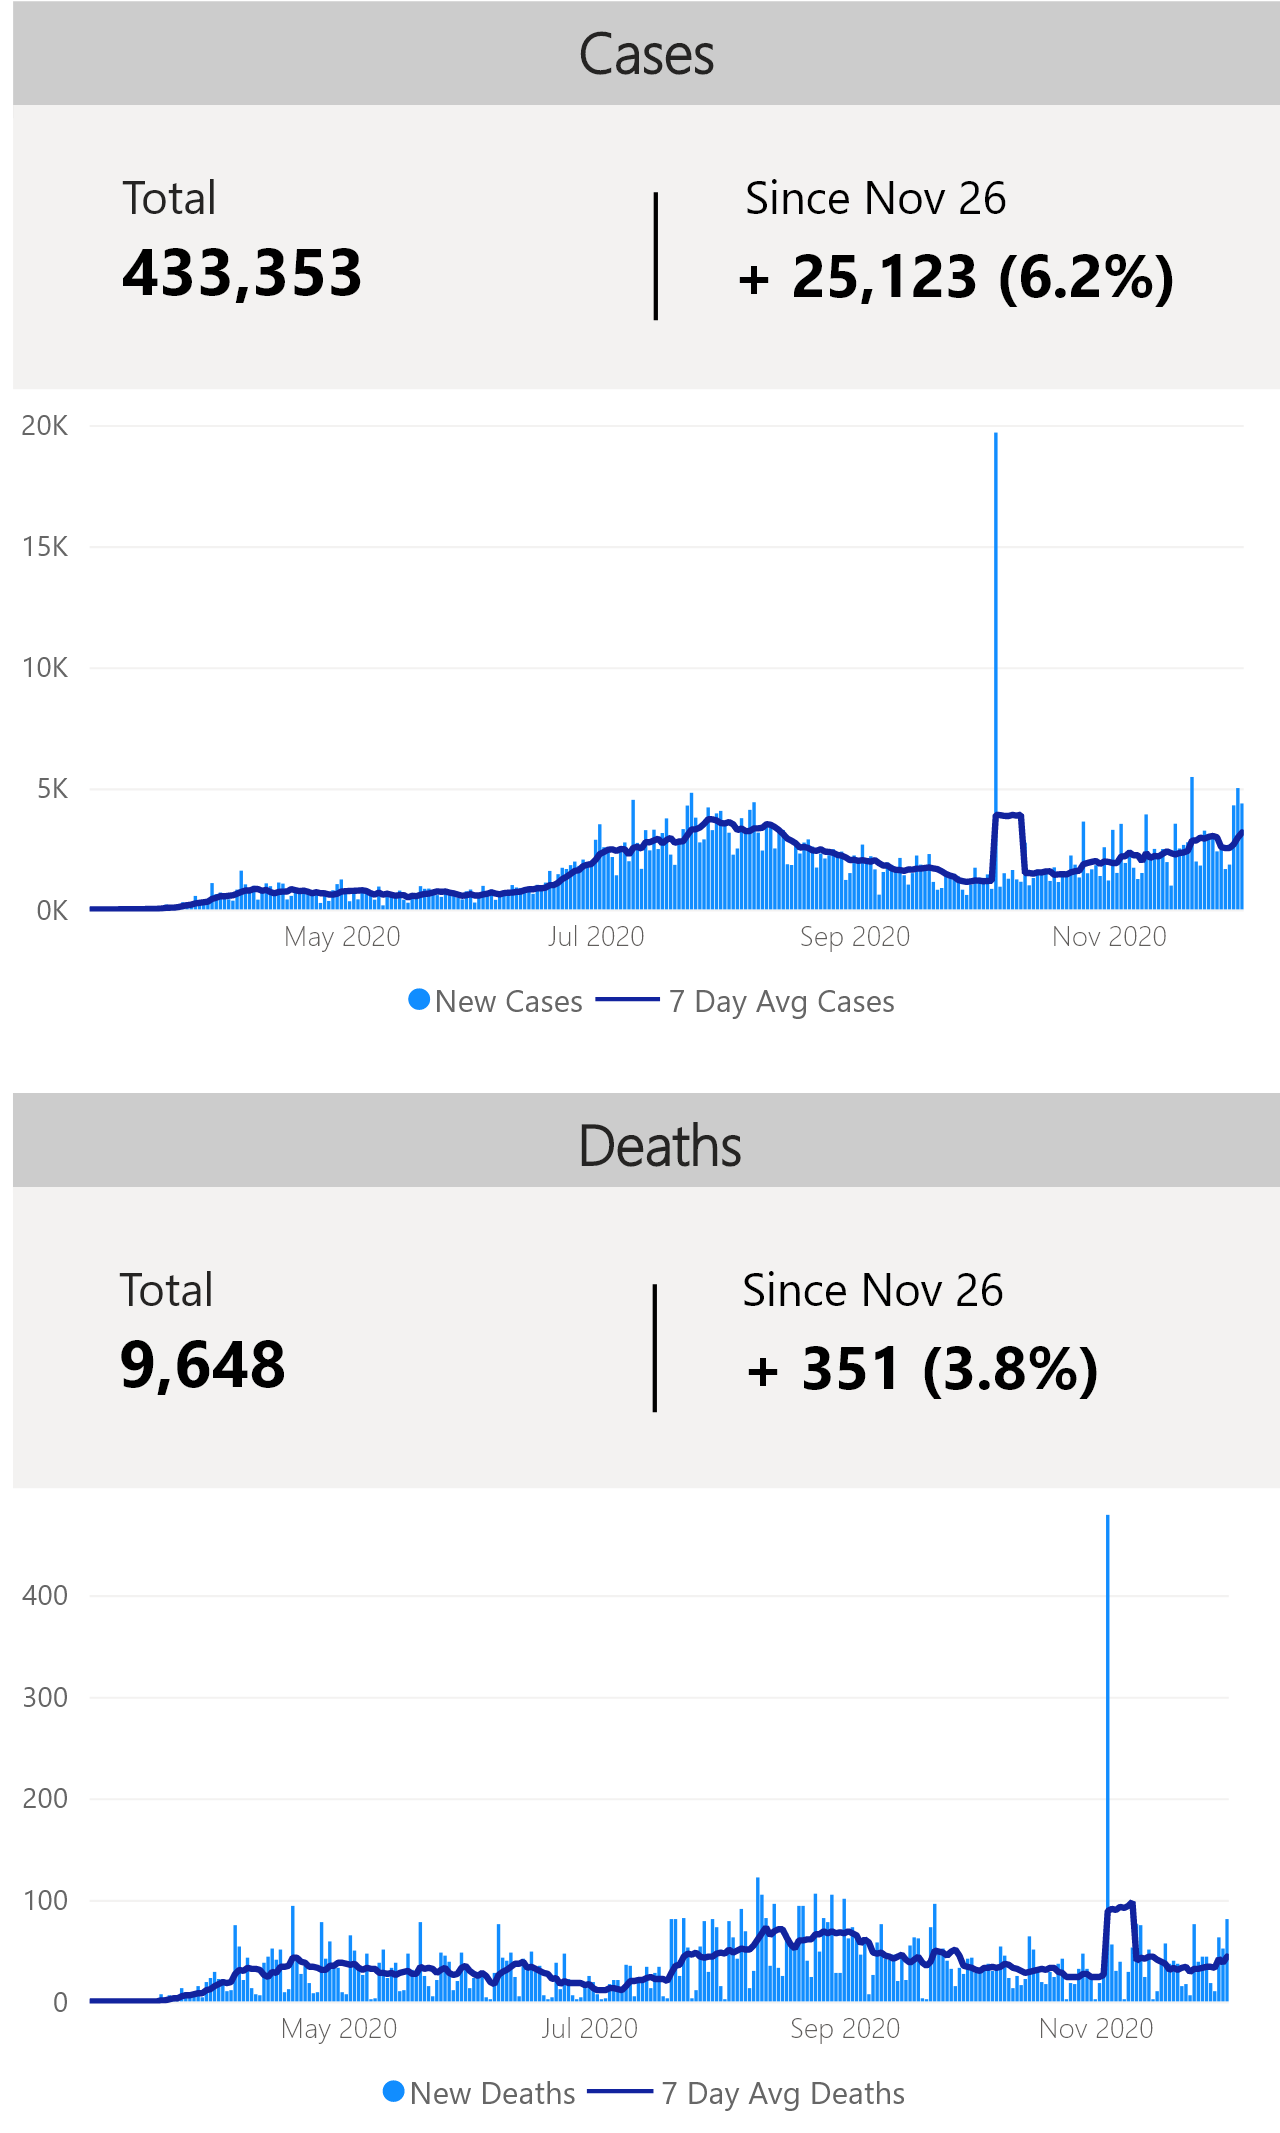 Cases
Total
433,353
Since Nov 26
+ 25,123 (6.2%)
20K
15K
10K
5K
0K
May 2020
Jul 2020
Sep 2020
Nov 2020
New Cases
7 Day Avg Cases
Deaths
Total
9,648
Since Nov 26
+ 351 (3.8%)
400
300
200
100
0
May 2020
Jul 2020
Sep 2020
Nov 2020
New Deaths
7 Day Avg Deaths